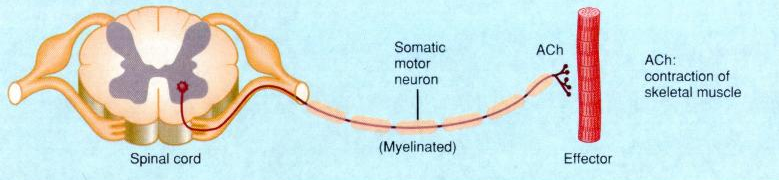 Somatic
motor
neuron
ACh
ACh:
contraction of
skeletal muscle
(Myelinated)
Spinal cord
Effector